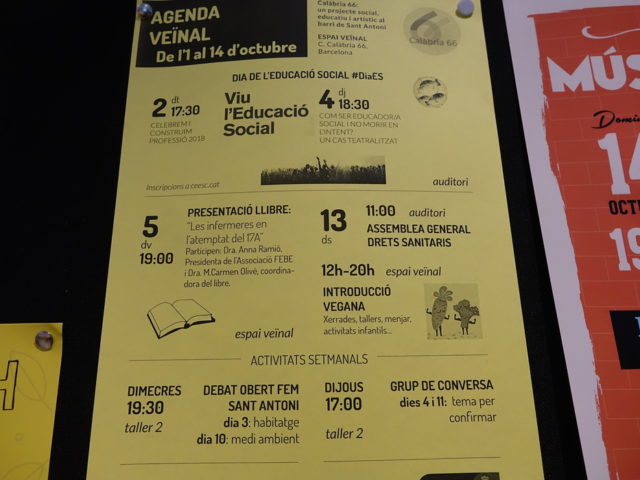 AGENDA
VEÏNAL
De l'1 al 14 d'octubre
Calàbria 66:
un projecte social,
educatiu i artístic al
barri de Sant Antoni
ESPAI VEÏNAL
C. Calàbria 66,
Barcelona
Calàbria 66
DIA DE L'EDUCACIÓ SOCIAL #DiaES
2 dt
17:30
CELEBREM I
CONSTRUIM
PROFESSIÓ 2018
Viu
l'Educació
Social
4 dj
18:30
COM SER EDUCADOR/A
SOCIAL I NO MORIR EN
L'INTENT?
UN CAS TEATRALITZAT
Inscripcions a ceesc.cat
auditori
5
dv
19:00
PRESENTACIÓ LLIBRE:
"Les infermeres en
l'atemptat del 17A"
Participen: Dra. Anna Ramió,
Presidenta de l'Associació FEBE
i Dra. M.Carmen Olivé, coordina-
dora del llibre.
espai veïnal
13
ds
11:00 auditori
ASSEMBLEA GENERAL
DRETS SANITARIS
12h-20h espai veïnal
INTRODUCCIÓ
VEGANA
Xerrades, tallers, menjar,
activitats infantils...
ACTIVITATS SETMANALS
DIMECRES
19:30
taller 2
DEBAT OBERT FEM
SANT ANTONI
dia 3: habitatge
dia 10: medi ambient
DIJOUS
17:00
taller 2
GRUP DE CONVERSA
dies 4 i 11: tema per
confirmar
MÚS
Domin
14
OCT
19
H